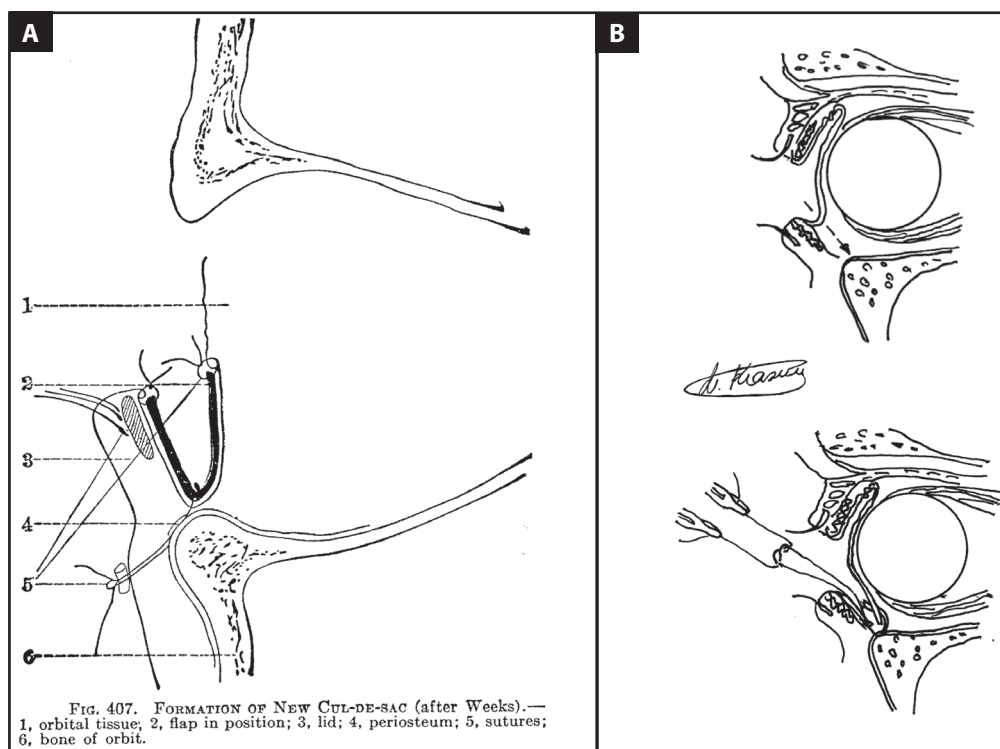 A
B
1
2
3
4
5
6
FIG. 407. FORMATION OF NEW CUL-DE-SAC (after Weeks).—
1, orbital tissue; 2, flap in position; 3, lid; 4, periosteum; 5, sutures;
6, bone of orbit.